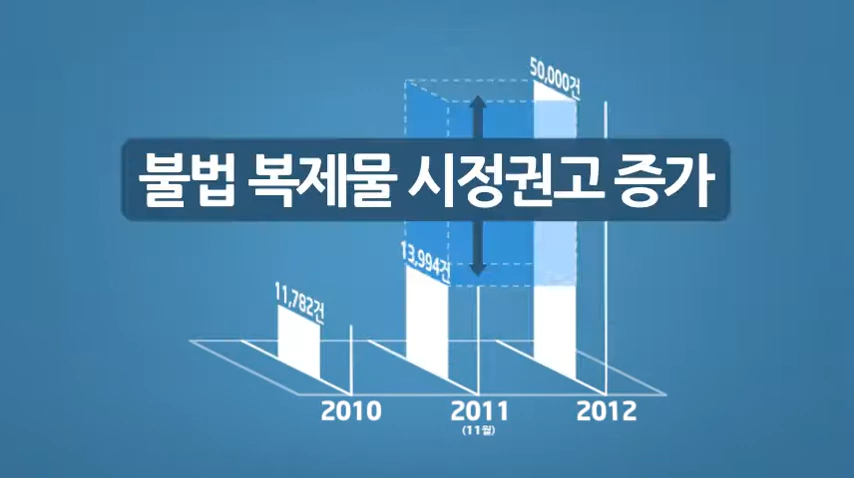 50,000건
불법 복제물 시정권고 증가
13,994건
11,782건
2010 2011 2012
(11월)